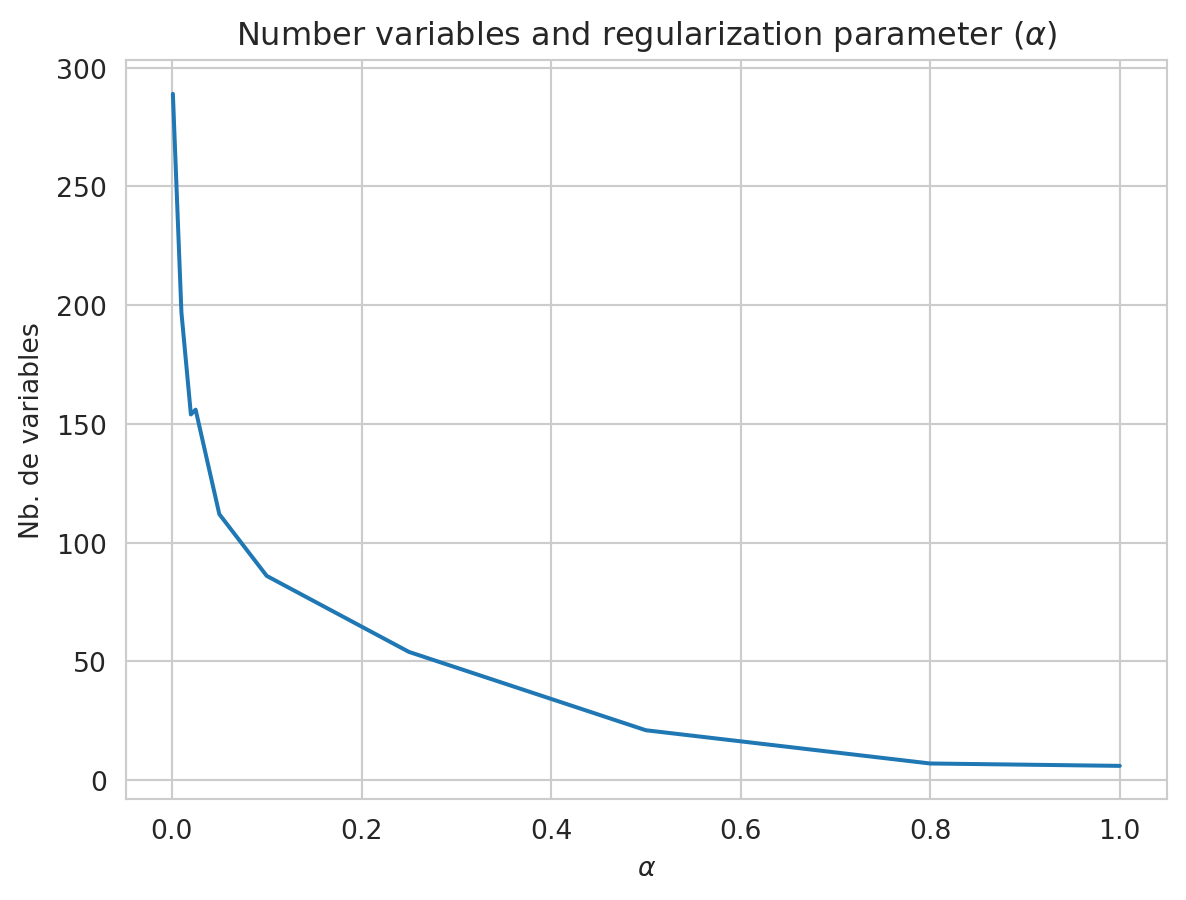 Number variables and regularization parameter (α)
300
250
200
150
100
50
0
Nb. de variables
0.0 0.2 0.4 0.6 0.8 1.0
α